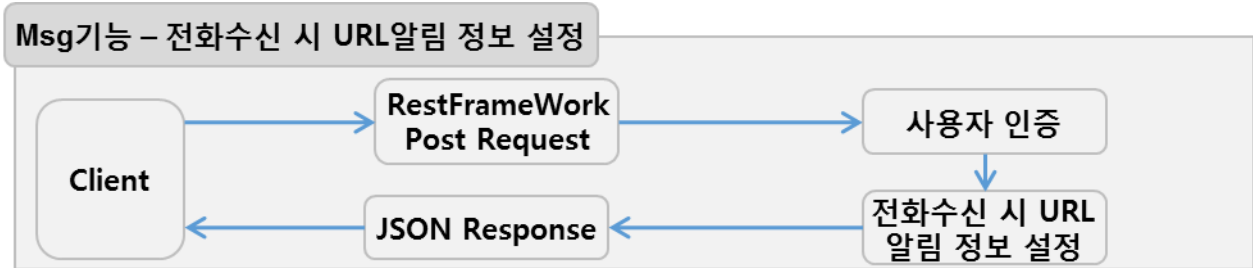 Msg기능 – 전화수신 시 URL알림 정보 설정
Client
RestFrameWork
Post Request
사용자 인증
전화수신 시 URL
알림 정보 설정
JSON Response